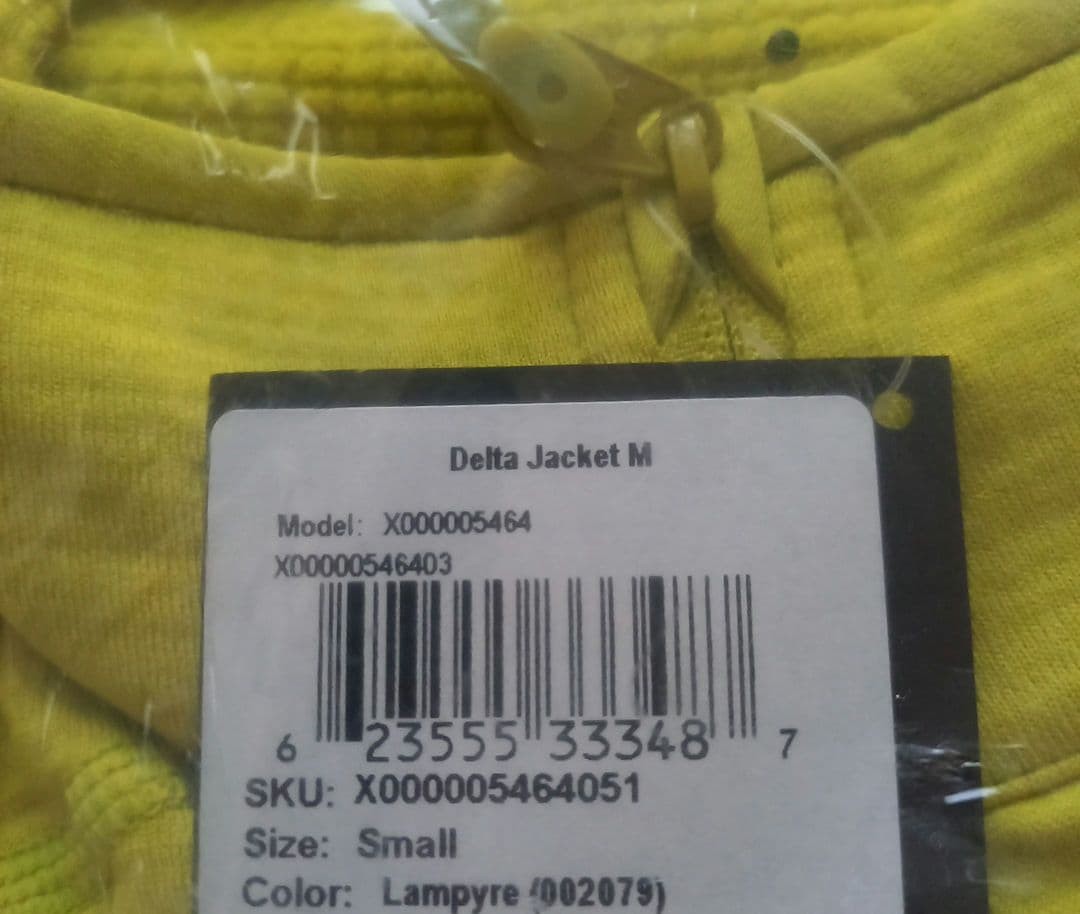 Delta Jacket M
Model: X000005464
X00000546403
6 23555 33348 7
SKU: X000005464051
Size: Small
Color: Lampyre (002079)